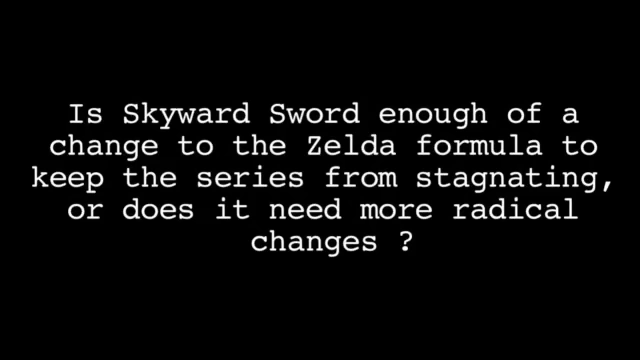 Is Skyward Sword enough of a
change to the Zelda formula to
keep the series from stagnating,
or does it need more radical
changes ?